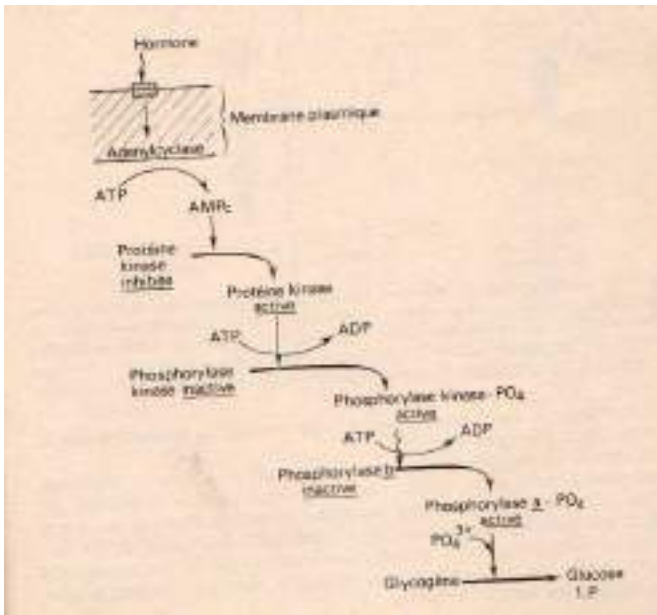 Hormone
Membrane plasmique
Adenylcyclase
ATP
AMPc
Protéine
kinase
inhibée
Protéine kinase
active
ATP
ADP
Phosphorylase
kinase inactive
Phosphorylase kinase - PO4
active
ATP
ADP
Phosphorylase b
inactive
Phosphorylase a - PO4
active
PO4
Glycogène
Glucose
1. P